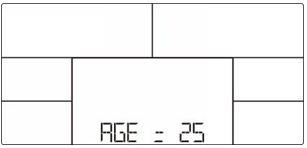 AGE = 25